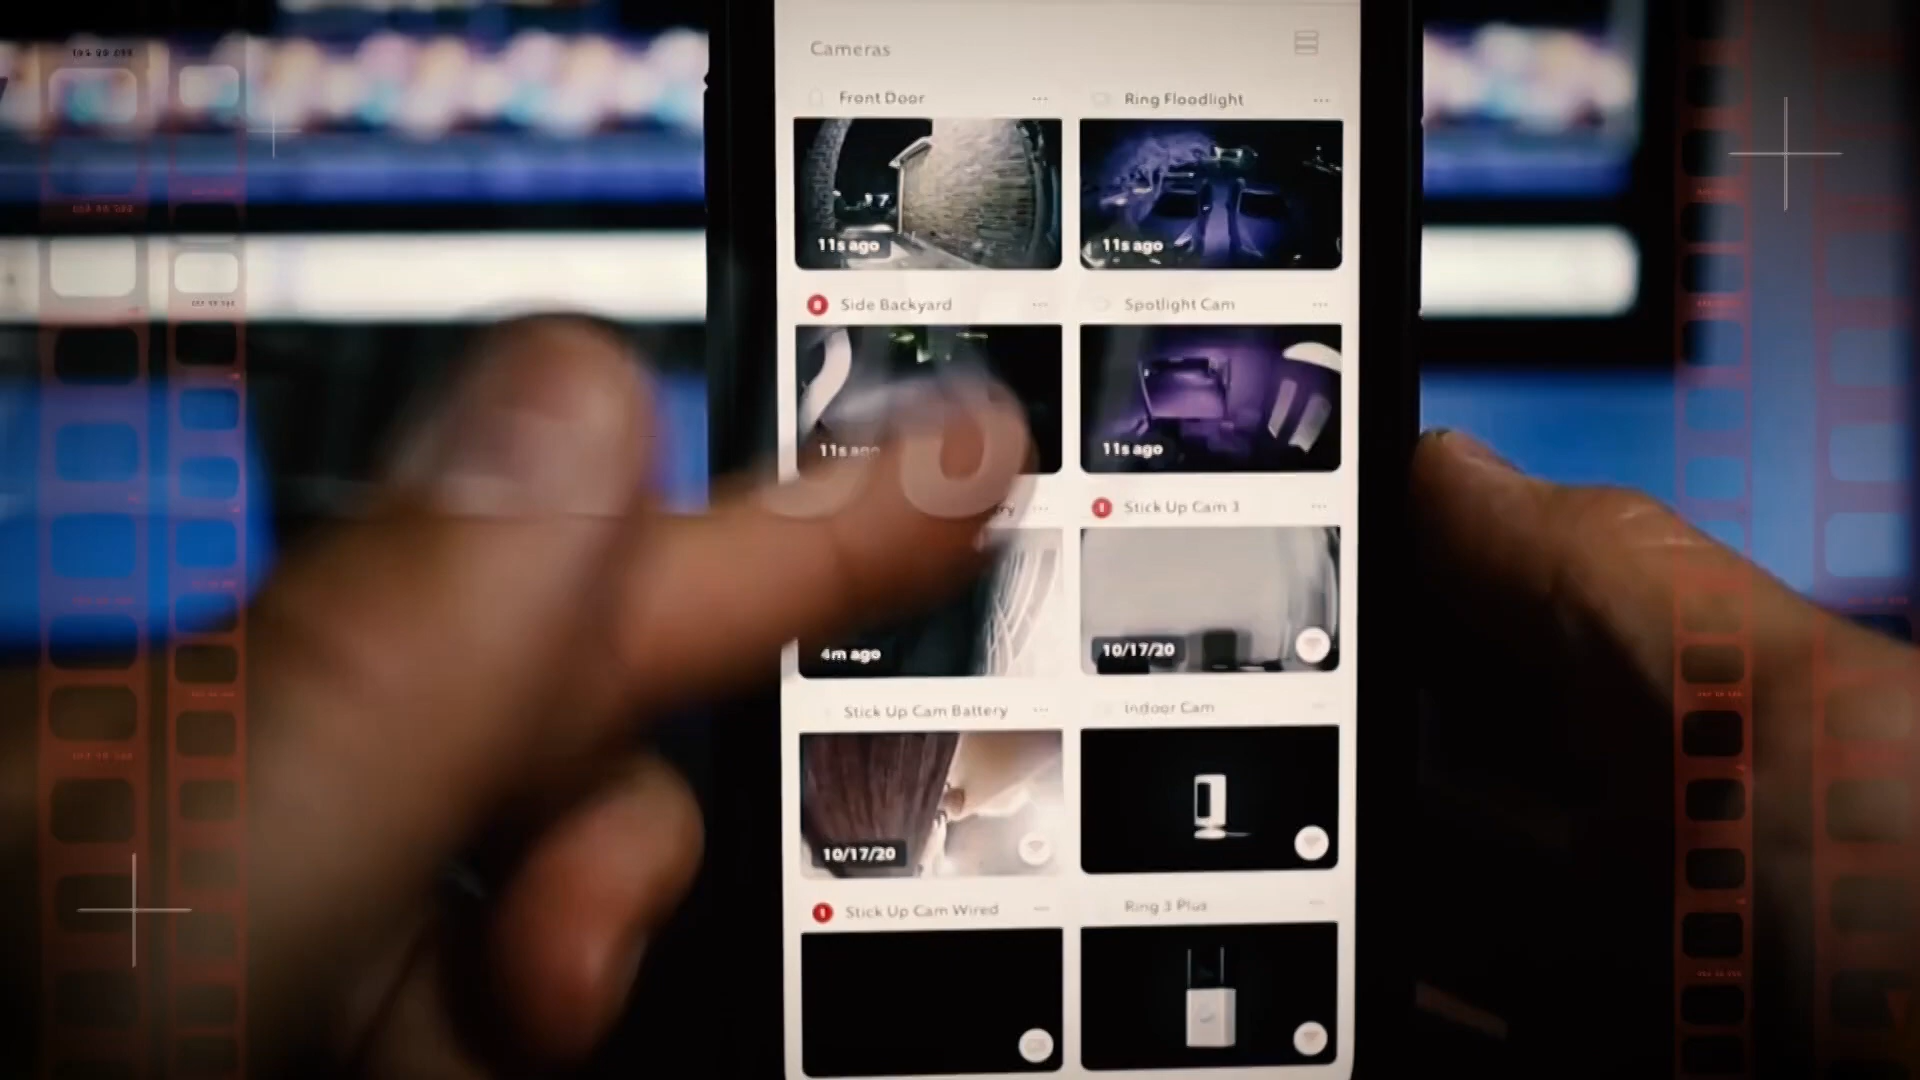 Cameras
Front Door
Ring Floodlight
11s ago
11s ago
Side Backyard
Spotlight Cam
11s ago
11s ago
Stick Up Cam 3
4m ago
10/17/20
Stick Up Cam Battery
Indoor Cam
10/17/20
Stick Up Cam Wired
Ring 3 Plus